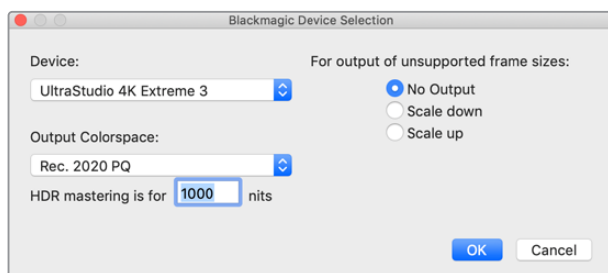 Blackmagic Device Selection
Device:
UltraStudio 4K Extreme 3
Output Colorspace:
Rec. 2020 PQ
HDR mastering is for 1000 nits
For output of unsupported frame sizes:
No Output
Scale down
Scale up
OK Cancel